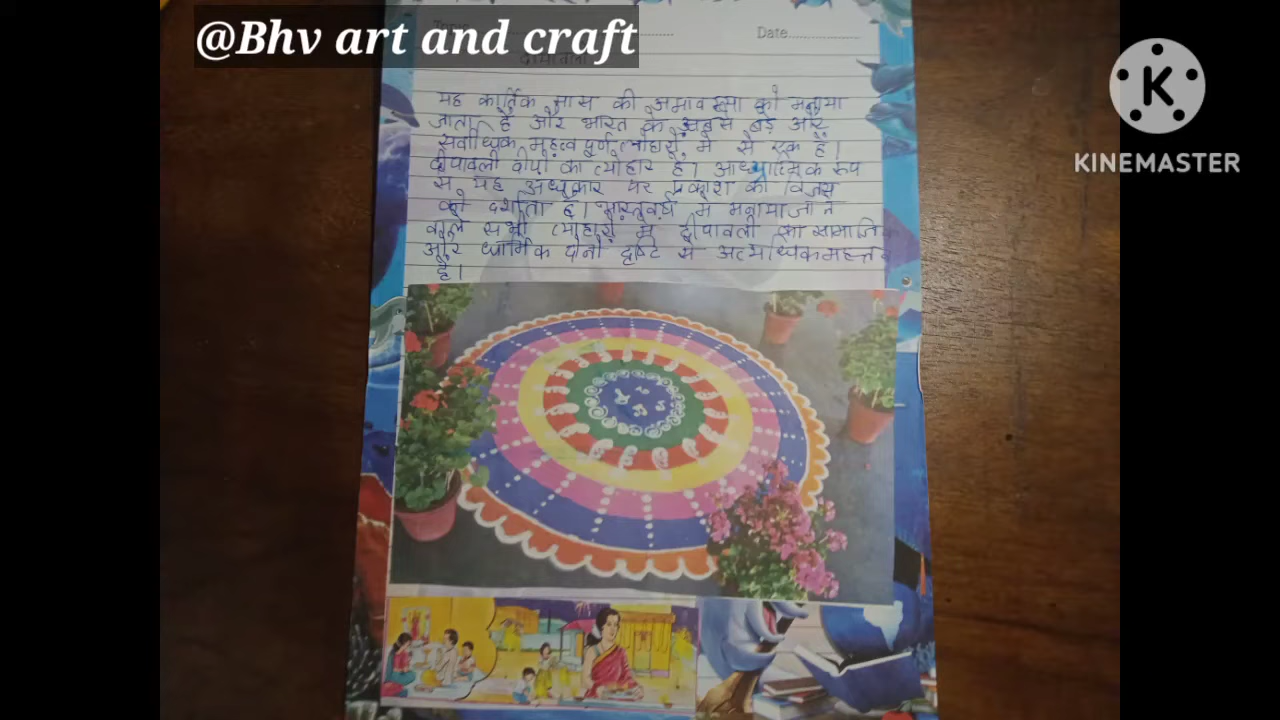 @Bhv art and craft
Date
KINEMASTER
यह कार्तिक मास की अमावस्या को मनाया
जाता है और भारत के सबसे बड़े और
सर्वाधिक महत्वपूर्ण त्योहारों में से एक है।
दीपावली दीपों का त्योहार है। आध्यात्मिक रूप
से यह अन्धकार पर प्रकाश की विजय
को दर्शाता है। भारतवर्ष में मनाया जाने
वाले सभी त्योहारों में दीपावली का सामाजिक
और धार्मिक दोनों दृष्टि से अत्यधिक महत्त्व
है।